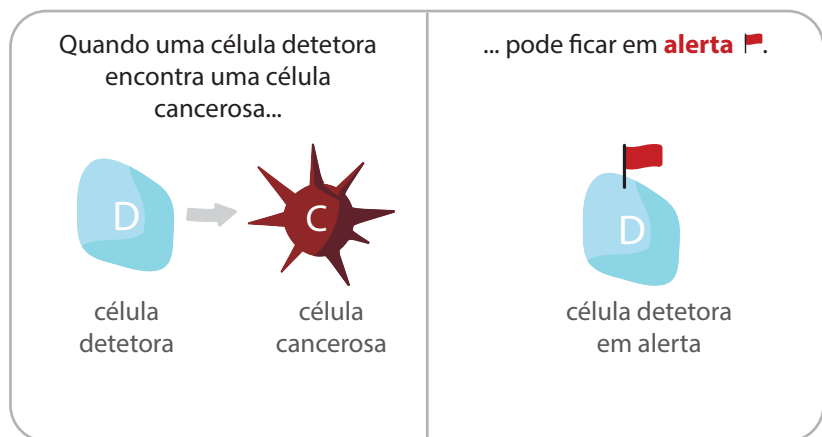 Quando uma célula detetora
encontra uma célula
cancerosa...
D
C
célula
detetora
célula
cancerosa
... pode ficar em alerta .
D
célula detetora
em alerta